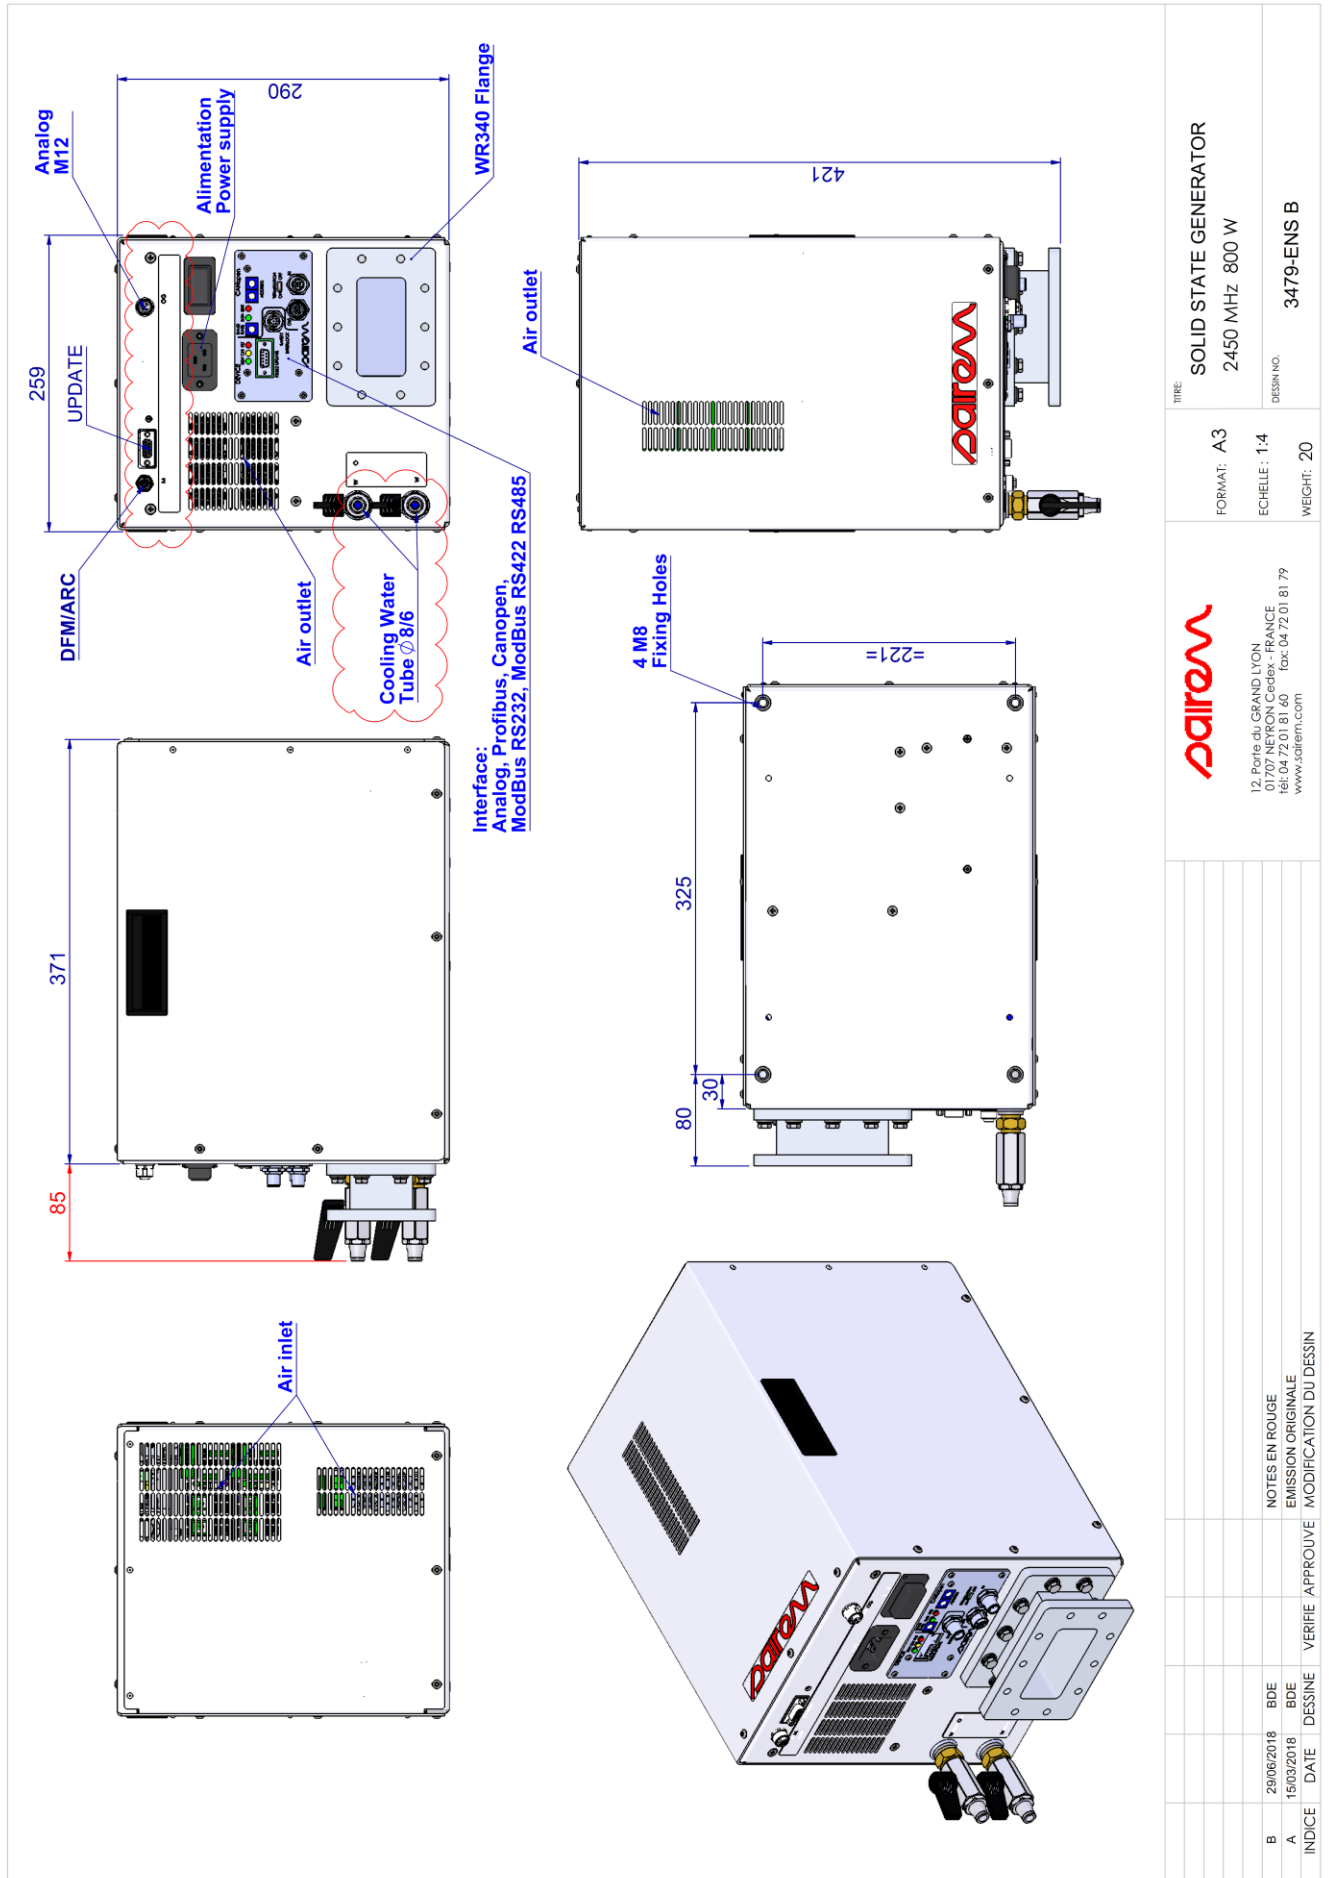 Analog
M12
259
UPDATE
DFM/ARC
290
Alimentation
Power supply
WR340 Flange
Air outlet
Cooling Water
Tube ∅ 8/6
Interface:
Analog, Profibus, Canopen,
ModBus RS232, ModBus RS422 RS485
371
85
Air inlet
421
Air outlet
sairem
4 M8
Fixing Holes
=221=
325
80
30
sairem
TITRE:
SOLID STATE GENERATOR
2450 MHz 800 W
DESSIN NO.
3479-ENS B
FORMAT: A3
ECHELLE : 1:4
WEIGHT: 20
sairem
12, Porte du GRAND LYON
01707 NEYRON Cedex - FRANCE
tél: 04 72 01 81 60 fax: 04 72 01 81 79
www.sairem.com
B 29/06/2018 BDE NOTES EN ROUGE
A 15/03/2018 BDE EMISSION ORIGINALE
INDICE DATE DESSINE VERIFIE APPROUVE MODIFICATION DU DESSIN